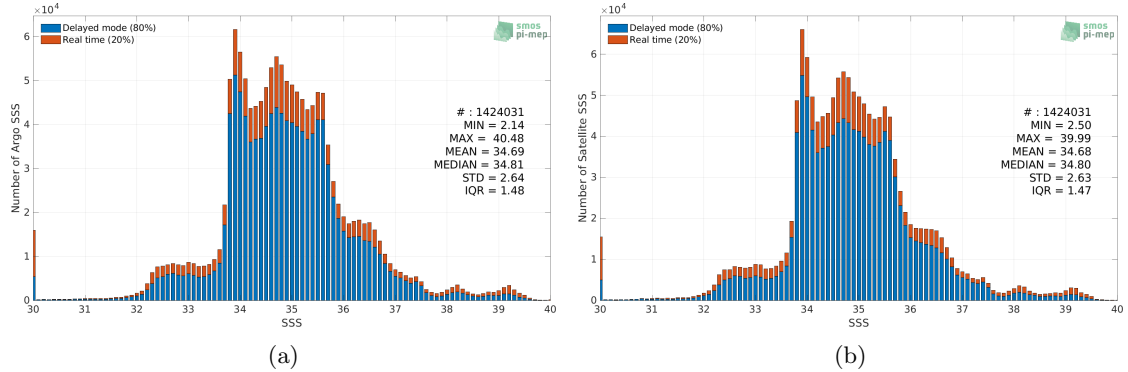 ×10⁴
Delayed mode (80%)
Real time (20%)
smos
pi-mep
# : 1424031
MIN = 2.14
MAX = 40.48
MEAN = 34.69
MEDIAN = 34.81
STD = 2.64
IQR = 1.48
Number of Argo SSS
6
5
4
3
2
1
0
30 31 32 33 34 35 36 37 38 39 40
SSS
(a)
×10⁴
Delayed mode (80%)
Real time (20%)
smos
pi-mep
# : 1424031
MIN = 2.50
MAX = 39.99
MEAN = 34.68
MEDIAN = 34.80
STD = 2.63
IQR = 1.47
Number of Satellite SSS
6
5
4
3
2
1
0
30 31 32 33 34 35 36 37 38 39 40
SSS
(b)